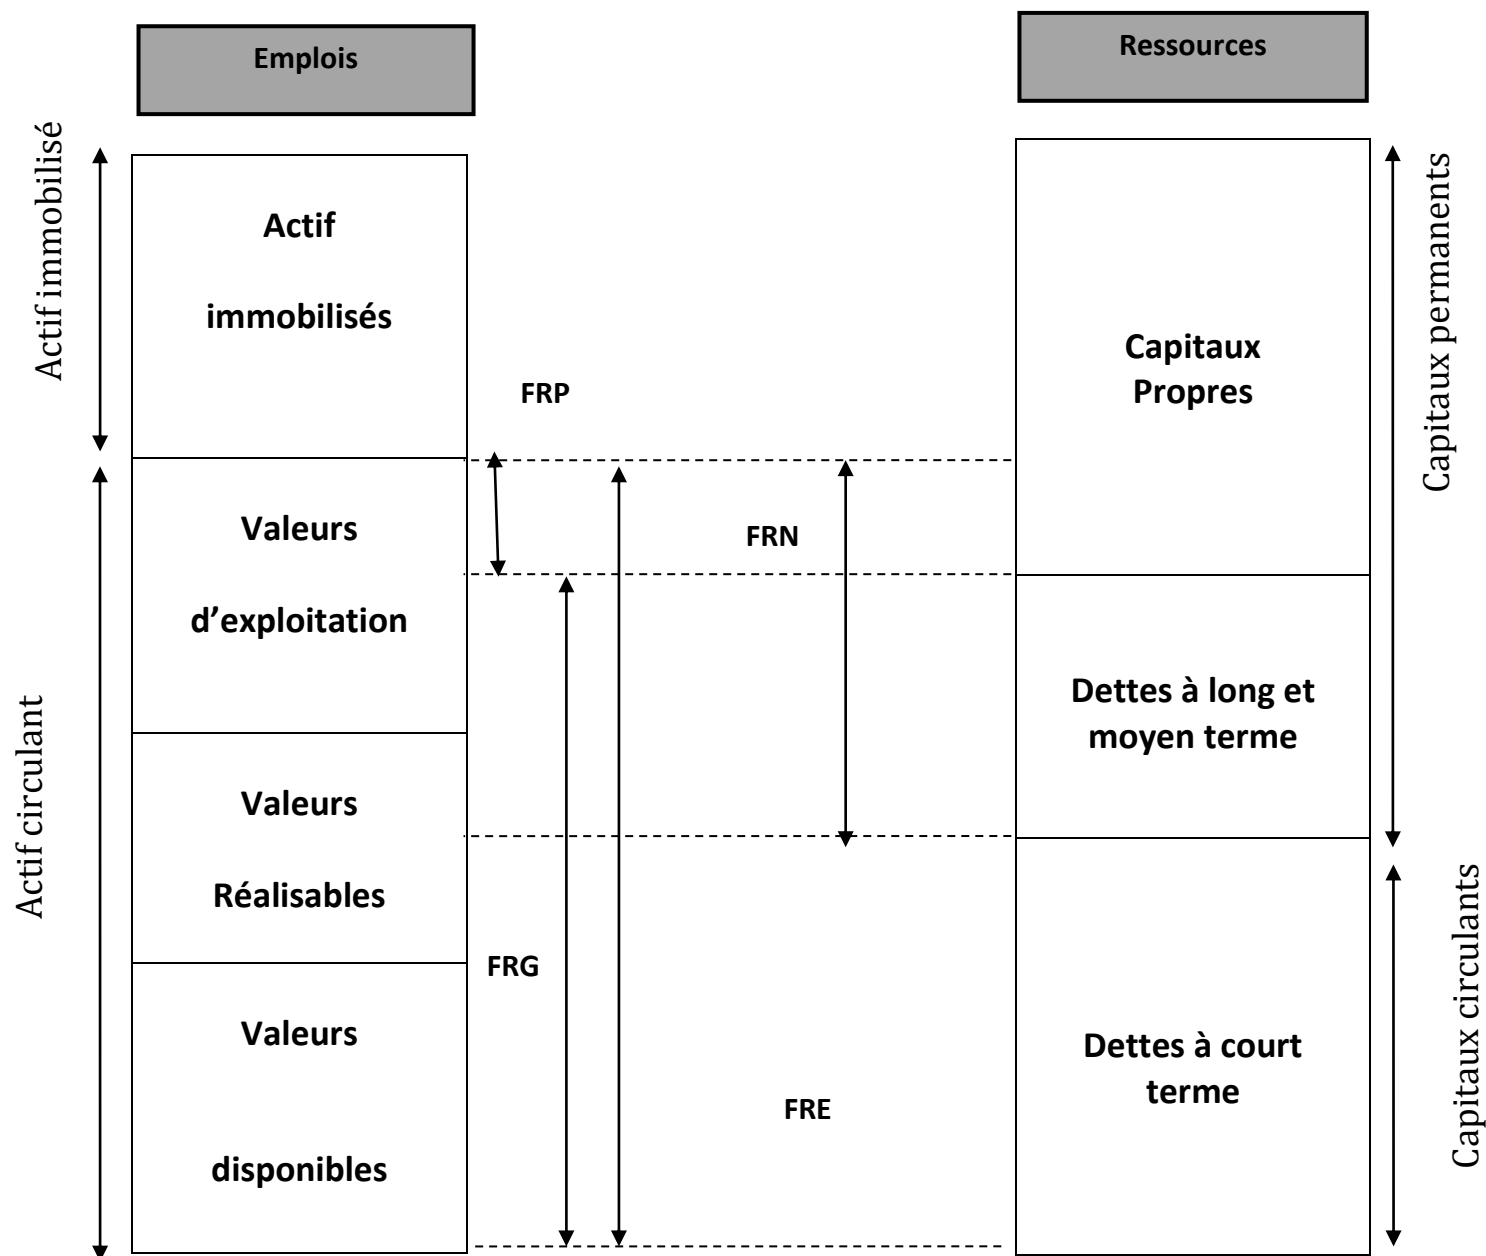 Emplois
Ressources
Actif immobilisé
Actif
immobilisés
Capitaux permanents
Capitaux
Propres
FRP
Valeurs
d’exploitation
FRN
Dettes à long et
moyen terme
Actif circulant
Valeurs
Réalisables
FRG
Valeurs
disponibles
FRE
Dettes à court
terme
Capitaux circulants